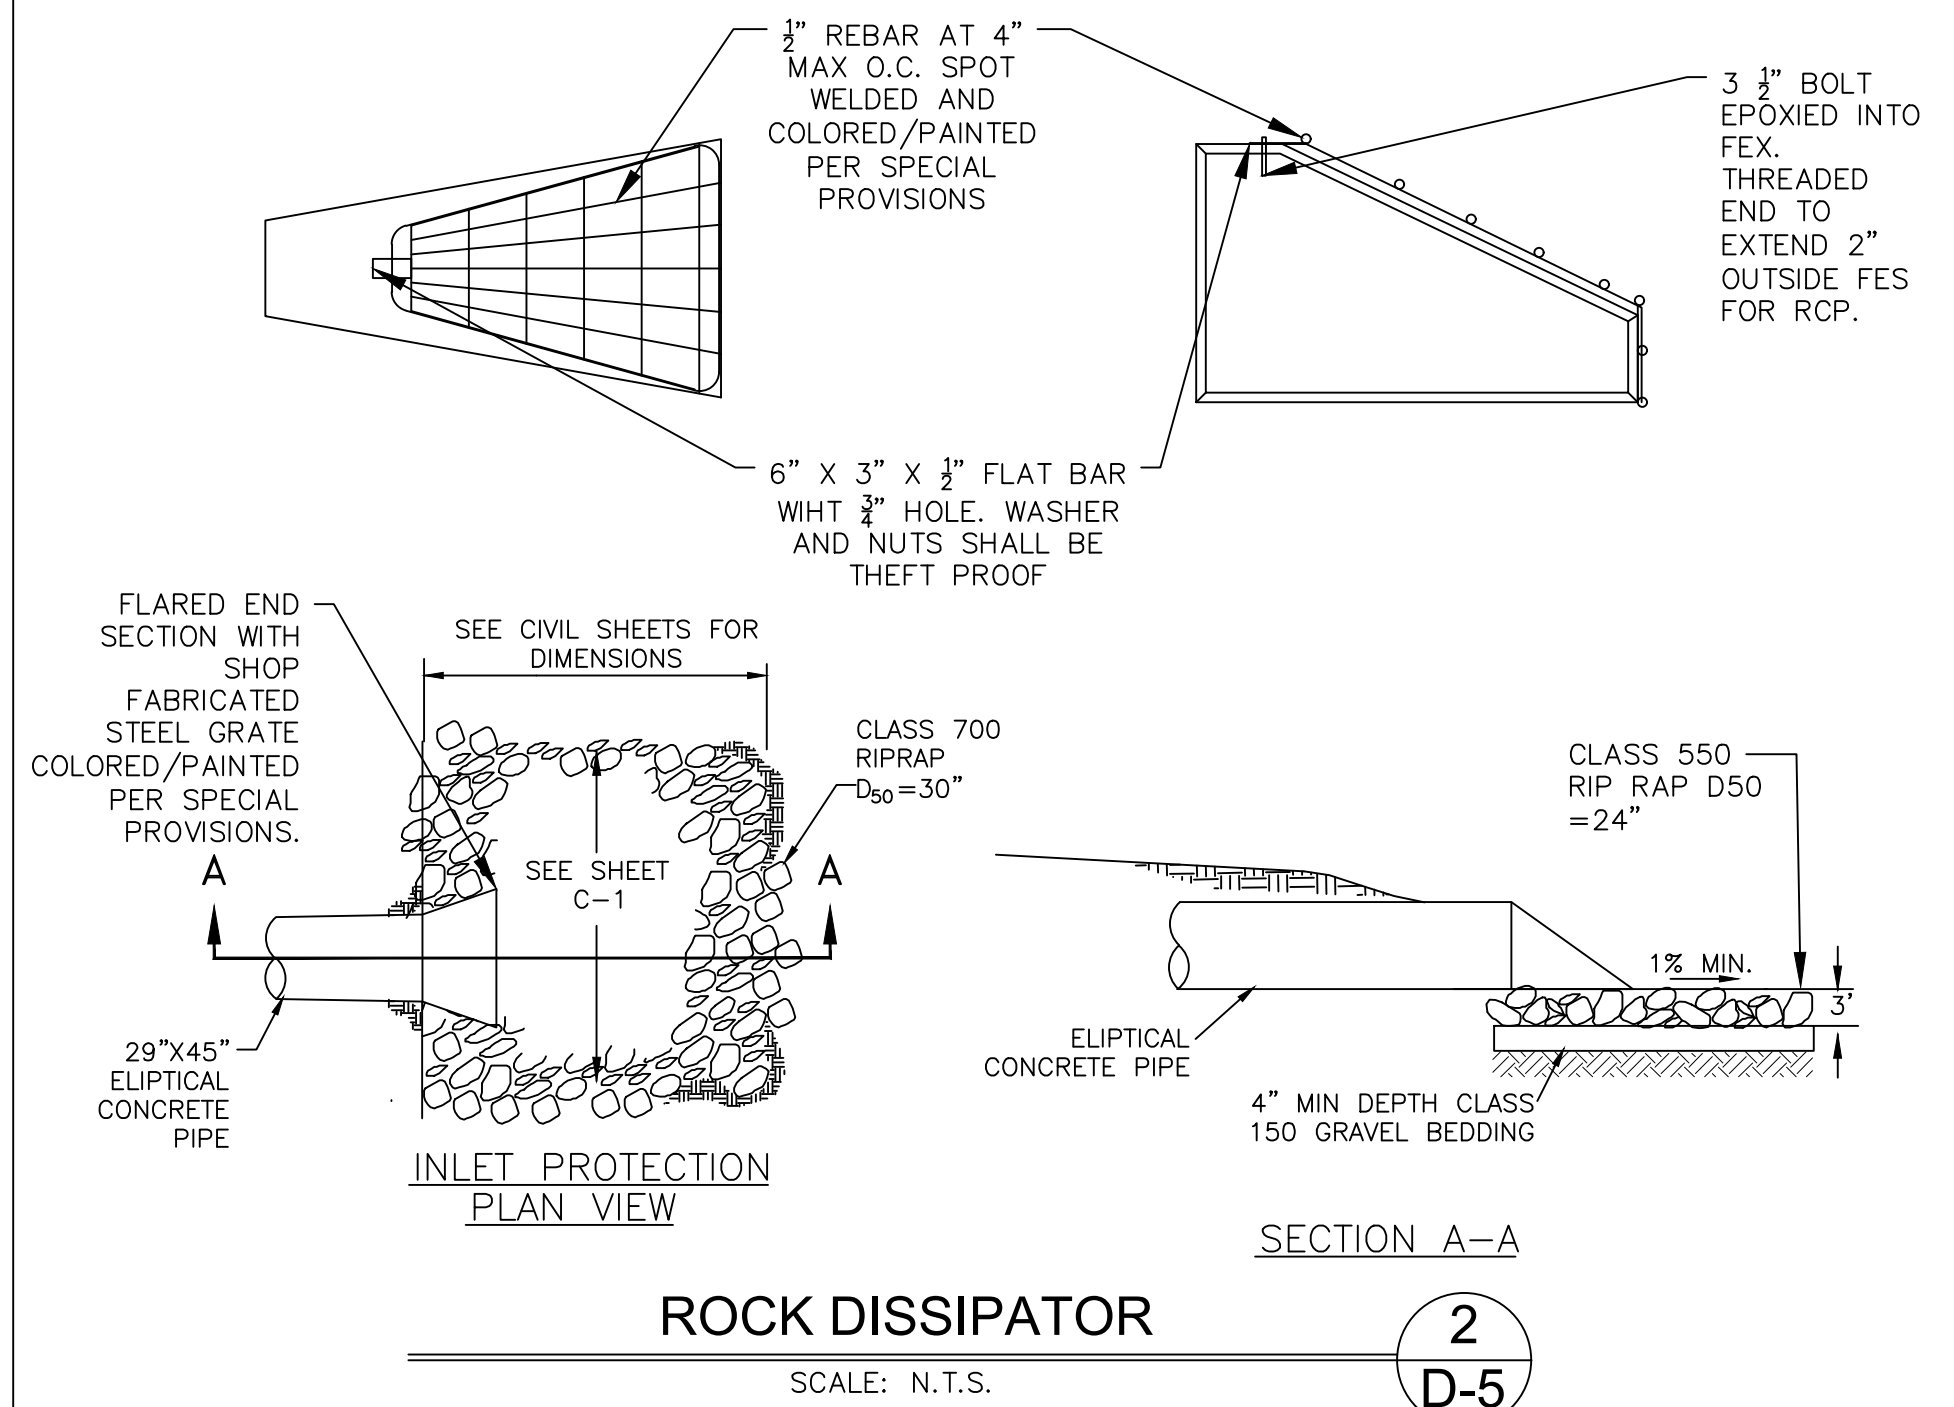 ½” REBAR AT 4”
MAX O.C. SPOT
WELDED AND
COLORED/PAINTED
PER SPECIAL
PROVISIONS
3 ½” BOLT
EPOXIED INTO
FEX.
THREADED
END TO
EXTEND 2”
OUTSIDE FES
FOR RCP.
6” X 3” X ½” FLAT BAR
WIHT ¾” HOLE. WASHER
AND NUTS SHALL BE
THEFT PROOF
FLARED END
SECTION WITH
SHOP
FABRICATED
STEEL GRATE
COLORED/PAINTED
PER SPECIAL
PROVISIONS.
SEE CIVIL SHEETS FOR
DIMENSIONS
CLASS 700
RIPRAP
D₅₀=30”
A
SEE SHEET
C-1
A
29”X45”
ELIPTICAL
CONCRETE
PIPE
INLET PROTECTION
PLAN VIEW
CLASS 550
RIP RAP D50
=24”
1% MIN.
3'
ELIPTICAL
CONCRETE PIPE
4” MIN DEPTH CLASS
150 GRAVEL BEDDING
SECTION A-A
ROCK DISSIPATOR
SCALE: N.T.S.
2
D-5